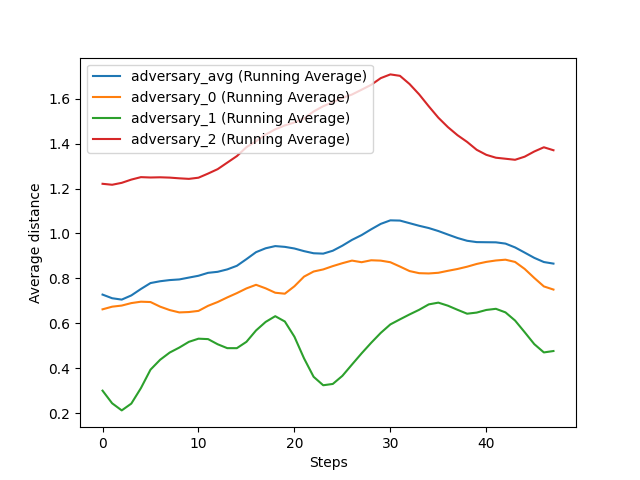 adversary_avg (Running Average)
adversary_0 (Running Average)
adversary_1 (Running Average)
adversary_2 (Running Average)
1.6
1.4
1.2
1.0
0.8
0.6
0.4
0.2
Average distance
0 10 20 30 40
Steps